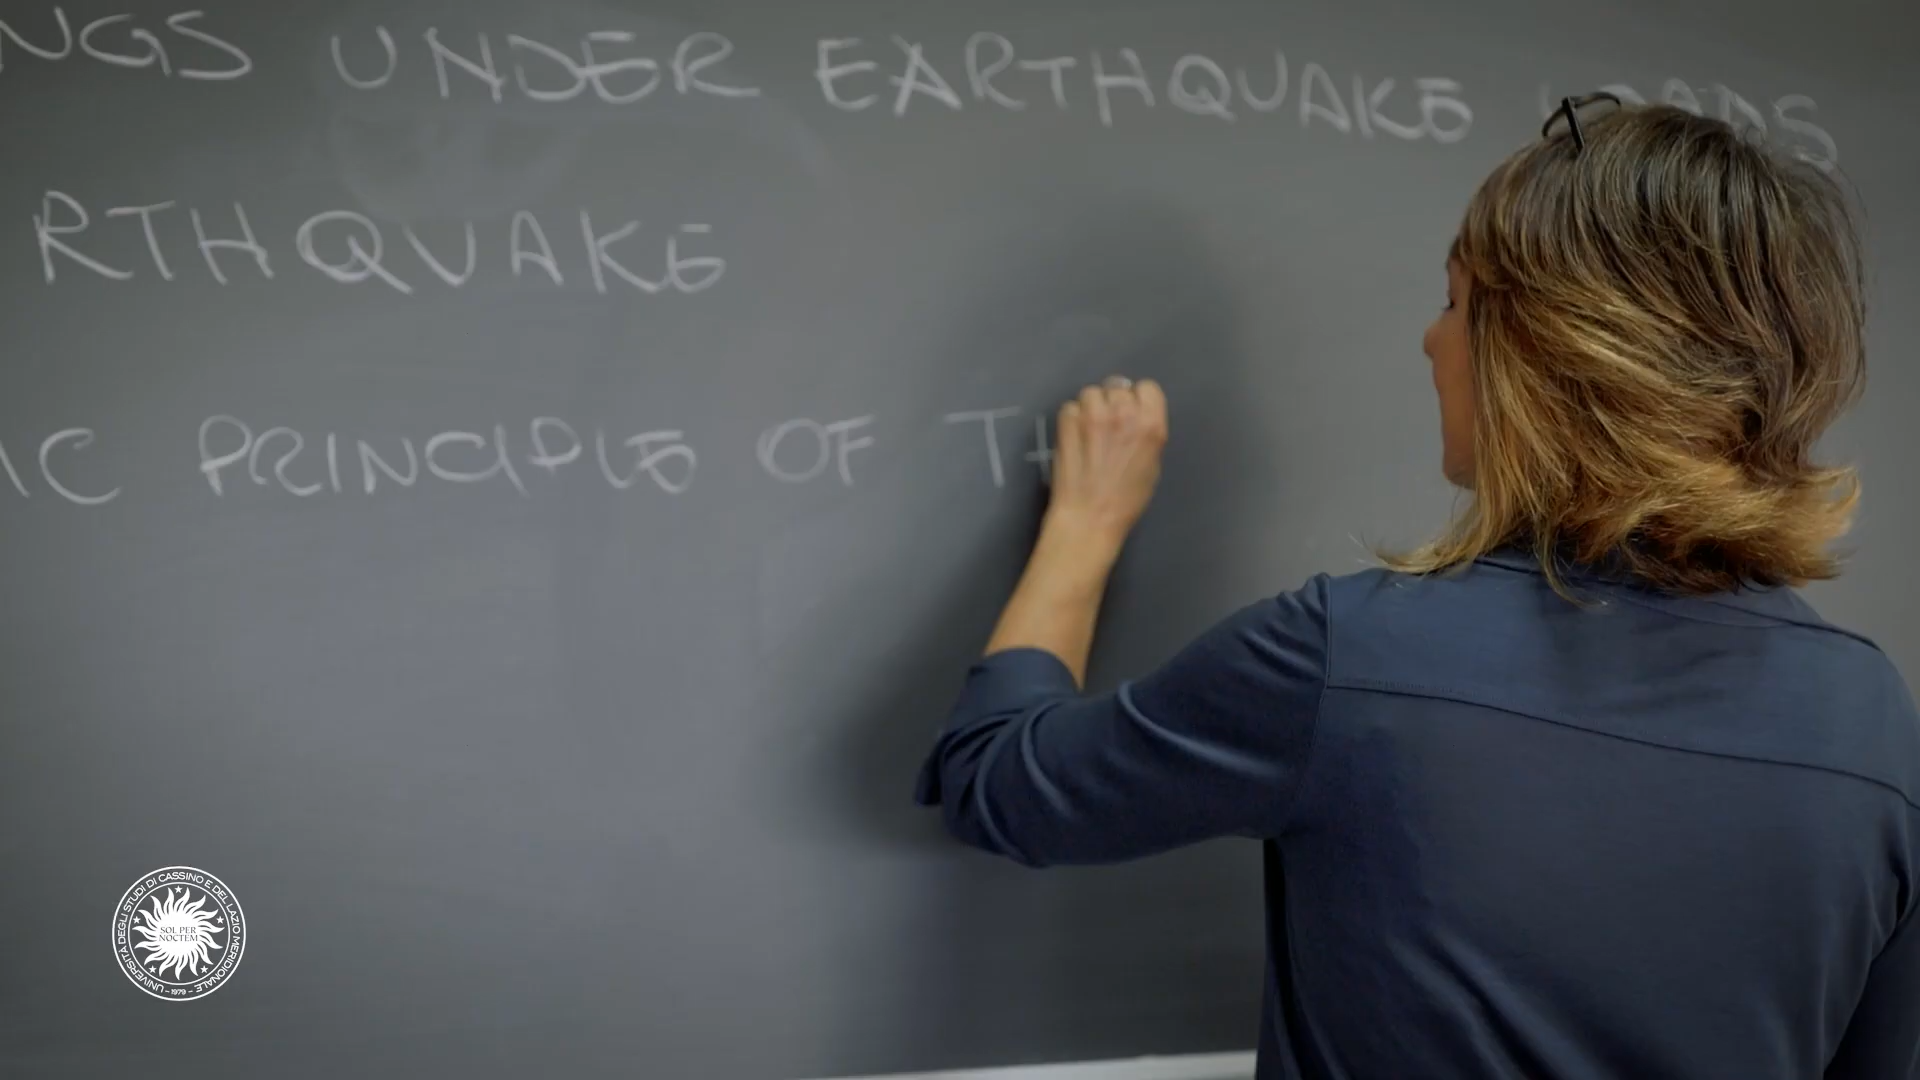 NGS UNDER EARTHQUAKE LOADS
RTHQUAKE
IC PRINCIPLE OF TH
UNIVERSITÀ DEGLI STUDI DI CASSINO E DEL LAZIO MERIDIONALE
SOL PER
NOCTEM
- 1979 -